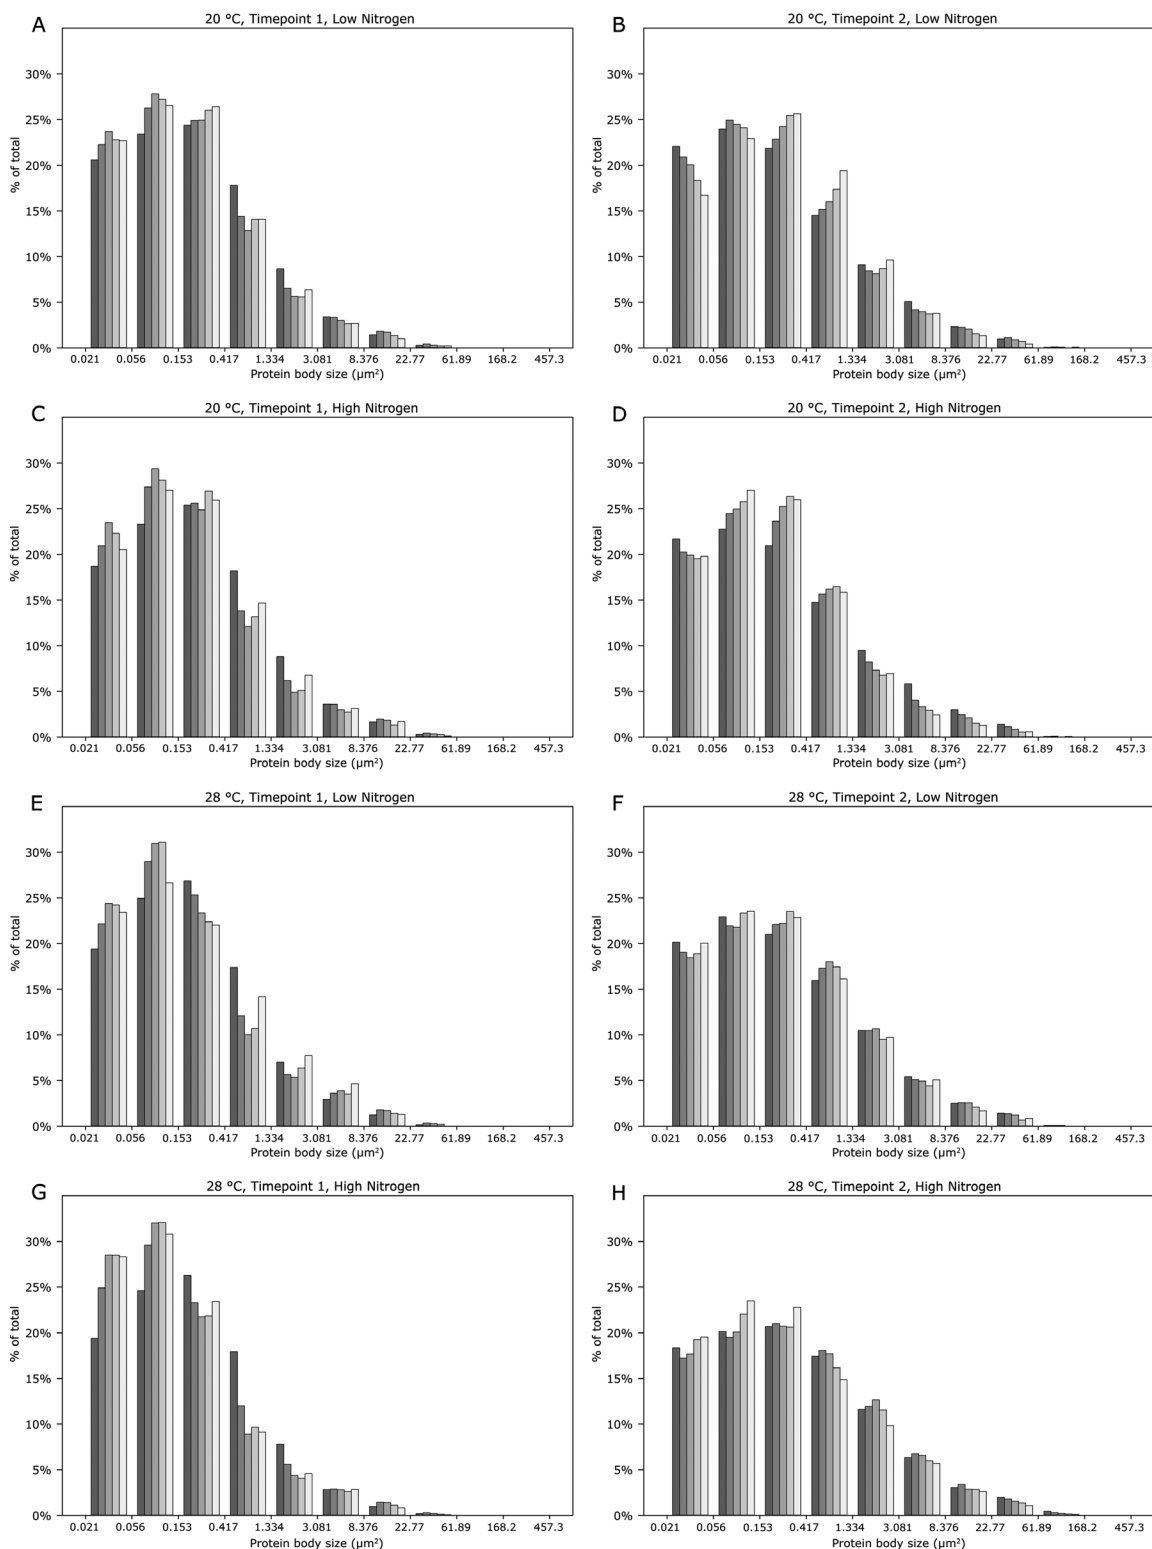 A
20 °C, Timepoint 1, Low Nitrogen
% of total
30%
25%
20%
15%
10%
5%
0%
0.021 0.056 0.153 0.417 1.334 3.081 8.376 22.77 61.89 168.2 457.3
Protein body size (µm²)
B
20 °C, Timepoint 2, Low Nitrogen
% of total
30%
25%
20%
15%
10%
5%
0%
0.021 0.056 0.153 0.417 1.334 3.081 8.376 22.77 61.89 168.2 457.3
Protein body size (µm²)
C
20 °C, Timepoint 1, High Nitrogen
% of total
30%
25%
20%
15%
10%
5%
0%
0.021 0.056 0.153 0.417 1.334 3.081 8.376 22.77 61.89 168.2 457.3
Protein body size (µm²)
D
20 °C, Timepoint 2, High Nitrogen
% of total
30%
25%
20%
15%
10%
5%
0%
0.021 0.056 0.153 0.417 1.334 3.081 8.376 22.77 61.89 168.2 457.3
Protein body size (µm²)
E
28 °C, Timepoint 1, Low Nitrogen
% of total
30%
25%
20%
15%
10%
5%
0%
0.021 0.056 0.153 0.417 1.334 3.081 8.376 22.77 61.89 168.2 457.3
Protein body size (µm²)
F
28 °C, Timepoint 2, Low Nitrogen
% of total
30%
25%
20%
15%
10%
5%
0%
0.021 0.056 0.153 0.417 1.334 3.081 8.376 22.77 61.89 168.2 457.3
Protein body size (µm²)
G
28 °C, Timepoint 1, High Nitrogen
% of total
30%
25%
20%
15%
10%
5%
0%
0.021 0.056 0.153 0.417 1.334 3.081 8.376 22.77 61.89 168.2 457.3
Protein body size (µm²)
H
28 °C, Timepoint 2, High Nitrogen
% of total
30%
25%
20%
15%
10%
5%
0%
0.021 0.056 0.153 0.417 1.334 3.081 8.376 22.77 61.89 168.2 457.3
Protein body size (µm²)